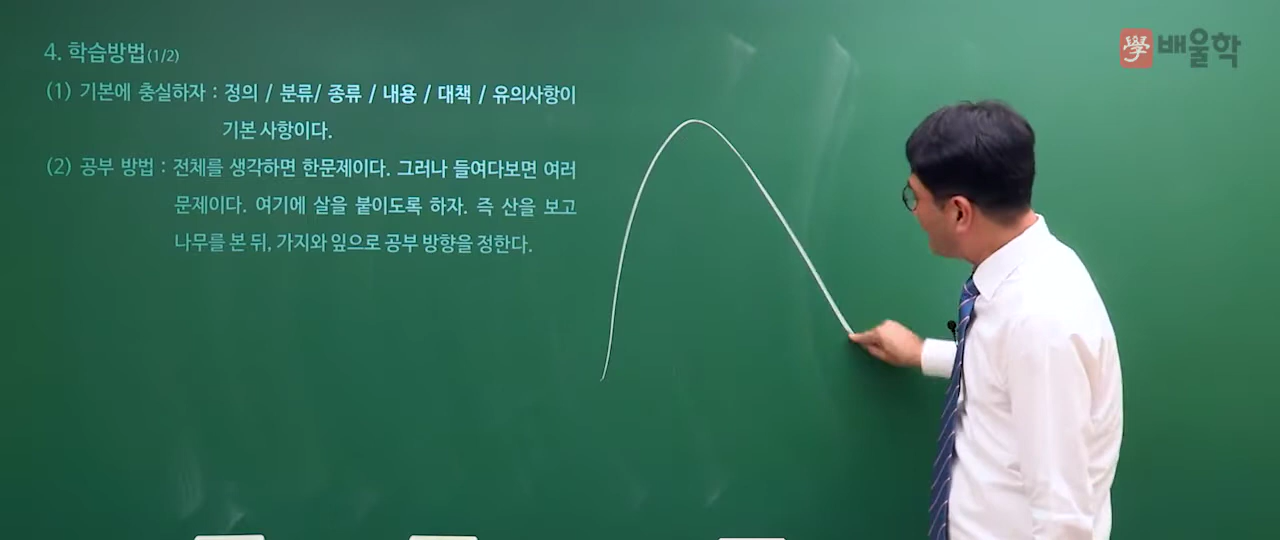 4. 학습방법(1/2)
學 배울학
(1) 기본에 충실하자 : 정의 / 분류/ 종류 / 내용 / 대책 / 유의사항이
기본 사항이다.
(2) 공부 방법 : 전체를 생각하면 한문제이다. 그러나 들여다보면 여러
문제이다. 여기에 살을 붙이도록 하자. 즉 산을 보고
나무를 본 뒤, 가지와 잎으로 공부 방향을 정한다.